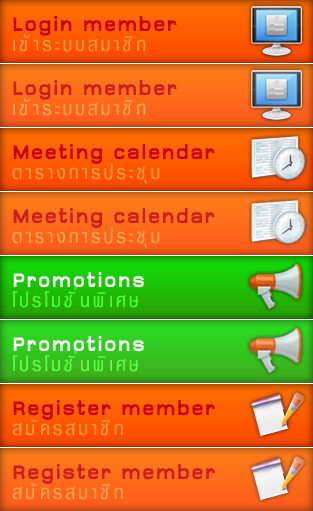 Login member
เข้าระบบสมาชิก
Login member
เข้าระบบสมาชิก
Meeting calendar
ตารางการประชุม
Meeting calendar
ตารางการประชุม
Promotions
โปรโมชั่นพิเศษ
Promotions
โปรโมชั่นพิเศษ
Register member
สมัครสมาชิก
Register member
สมัครสมาชิก